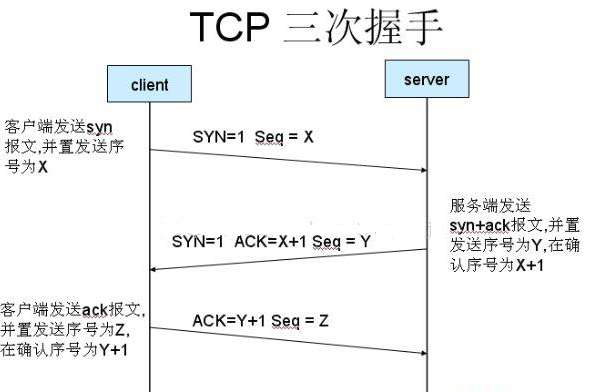 TCP 三次握手
client
server
客户端发送syn
报文,并置发送序
号为X
SYN=1 Seq = X
服务端发送
syn+ack报文,并置
发送序号为Y,在确
认序号为X+1
SYN=1 ACK=X+1 Seq = Y
客户端发送ack报文,
并置发送序号为Z,
在确认序号为Y+1
ACK=Y+1 Seq = Z